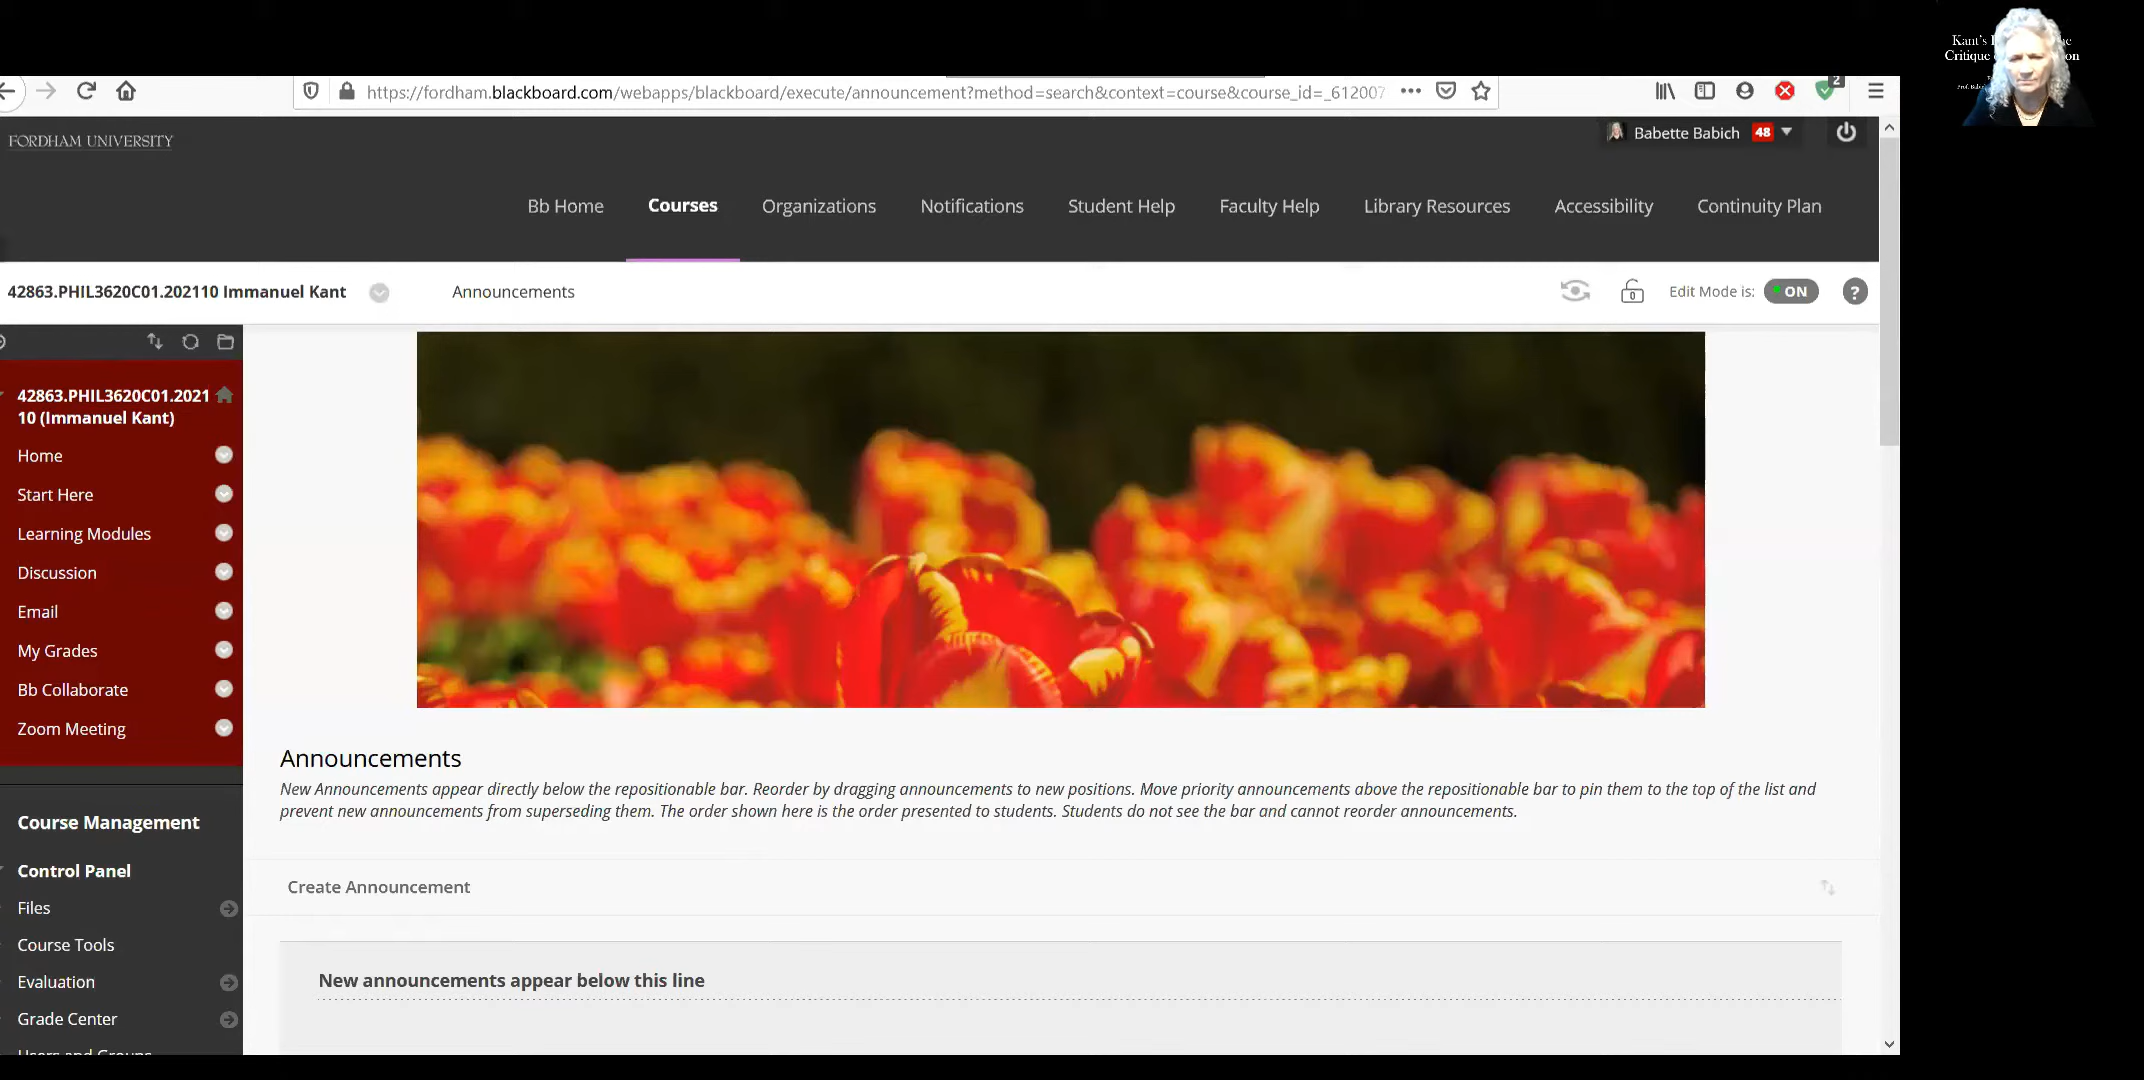 Kant's
Critique
https://fordham.blackboard.com/webapps/blackboard/execute/announcement?method=search&context=course&course_id=_612007
2
FORDHAM UNIVERSITY
Babette Babich 48
Bb Home Courses Organizations Notifications Student Help Faculty Help Library Resources Accessibility Continuity Plan
42863.PHIL3620C01.202110 Immanuel Kant Announcements Edit Mode is: ON ?
42863.PHIL3620C01.2021
10 (Immanuel Kant)
Home
Start Here
Learning Modules
Discussion
Email
My Grades
Bb Collaborate
Zoom Meeting
Course Management
Control Panel
Files
Course Tools
Evaluation
Grade Center
Users and Groups
Announcements
New Announcements appear directly below the repositionable bar. Reorder by dragging announcements to new positions. Move priority announcements above the repositionable bar to pin them to the top of the list and
prevent new announcements from superseding them. The order shown here is the order presented to students. Students do not see the bar and cannot reorder announcements.
Create Announcement
New announcements appear below this line